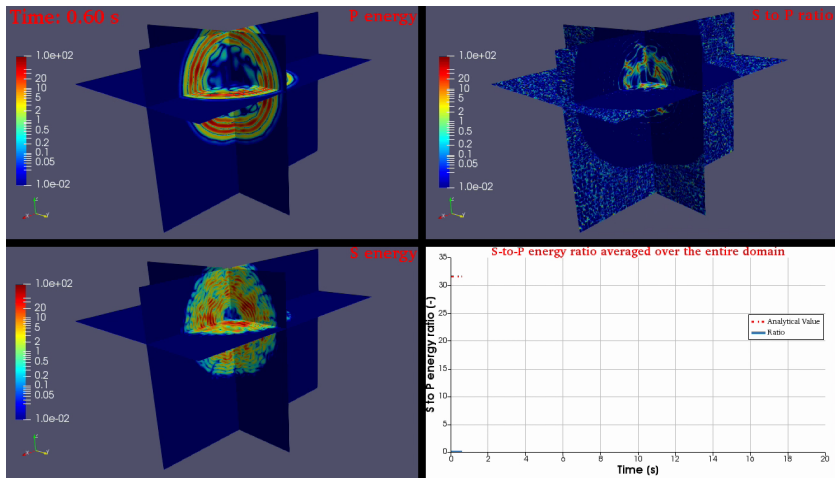 Time: 0.60 s
P energy
1.0e+02
20
10
5
2
1
0.5
0.2
0.1
0.05
1.0e-02
X
Y
Z
S to P ratio
1.0e+02
20
10
5
2
1
0.5
0.2
0.1
0.05
1.0e-02
X
Y
Z
S energy
1.0e+02
20
10
5
2
1
0.5
0.2
0.1
0.05
1.0e-02
X
Y
Z
S-to-P energy ratio averaged over the entire domain
S to P energy ratio (-)
35
30
25
20
15
10
5
0
Analytical Value
Ratio
0 2 4 6 8 10 12 14 16 18 20
Time (s)